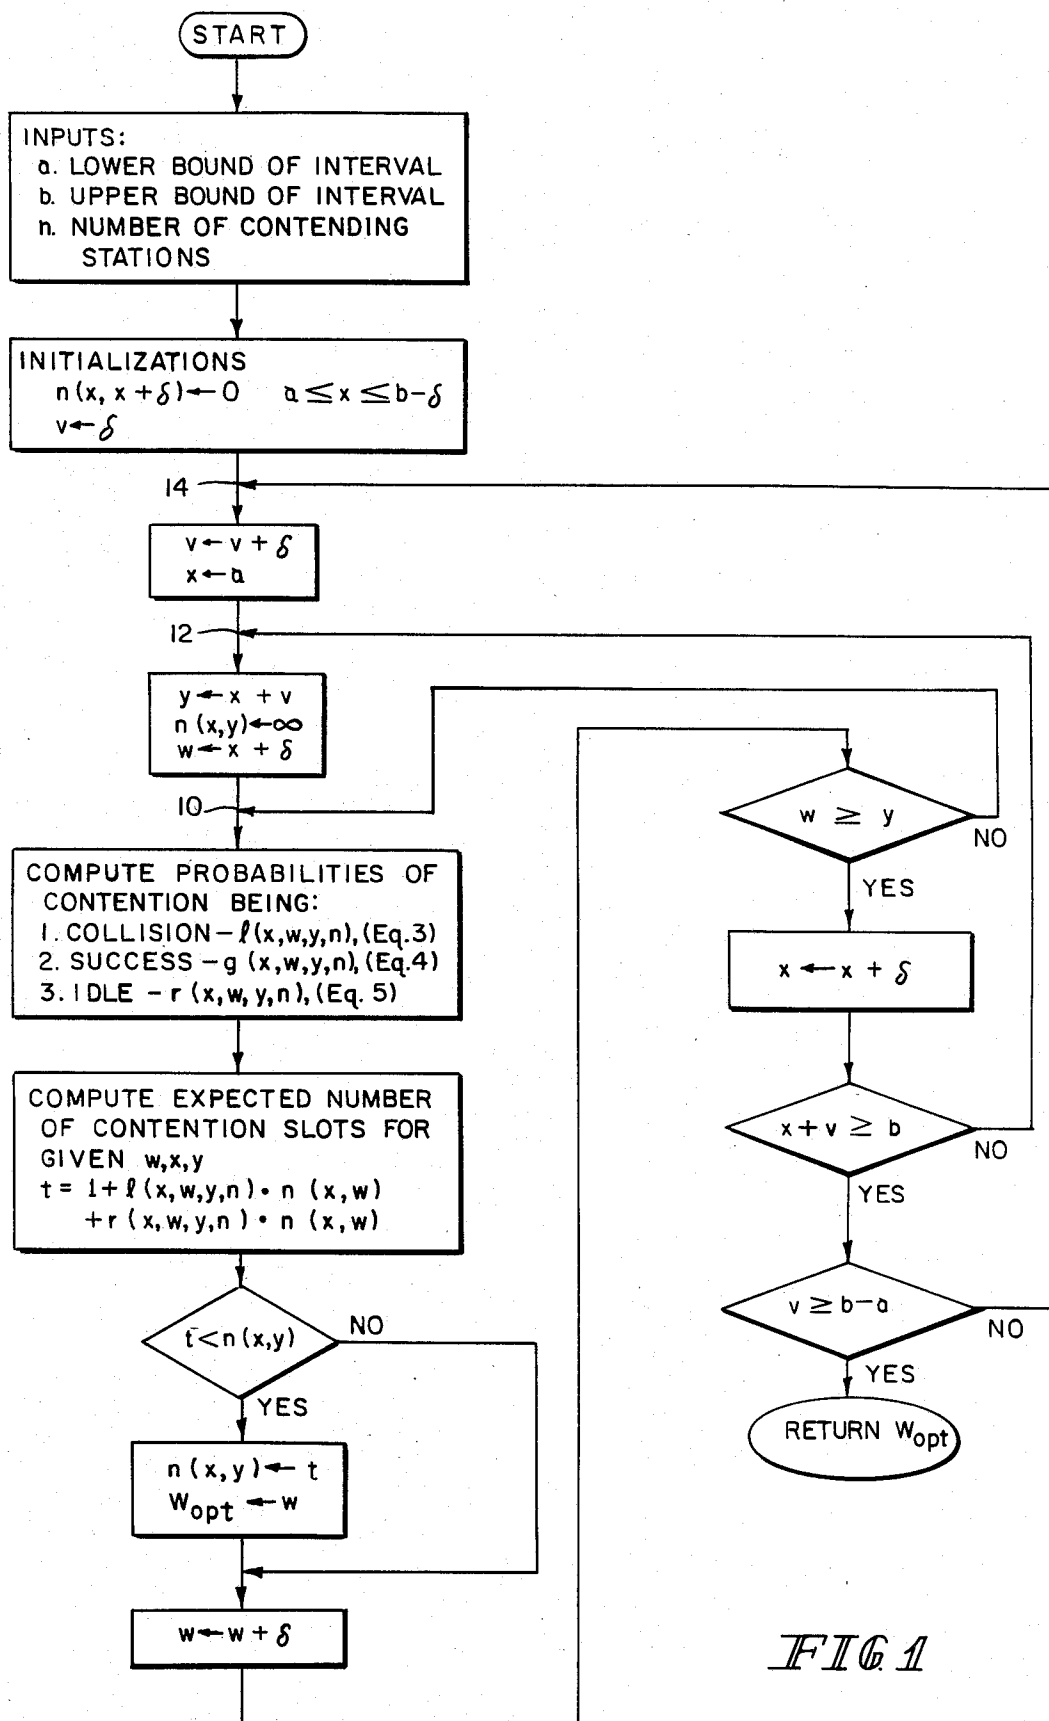 START
INPUTS:
a. LOWER BOUND OF INTERVAL
b. UPPER BOUND OF INTERVAL
n. NUMBER OF CONTENDING
STATIONS
INITIALIZATIONS
n(x, x+δ)←0 a≤x≤b-δ
v←δ
14
v←v+δ
x←a
12
y←x+v
n(x,y)←∞
w←x+δ
10
COMPUTE PROBABILITIES OF
CONTENTION BEING:
1. COLLISION-ℓ(x,w,y,n),(Eq.3)
2. SUCCESS-g(x,w,y,n),(Eq.4)
3. IDLE-r(x,w,y,n),(Eq.5)
COMPUTE EXPECTED NUMBER
OF CONTENTION SLOTS FOR
GIVEN w,x,y
t=1+ℓ(x,w,y,n)•n(x,w)
+r(x,w,y,n)•n(x,w)
t<n(x,y)
NO
YES
n(x,y)←t
Wopt←w
w←w+δ
w ≥ y
NO
YES
x←x+δ
x+v ≥ b
NO
YES
v≥b-a
NO
YES
RETURN Wopt
FIG. 1